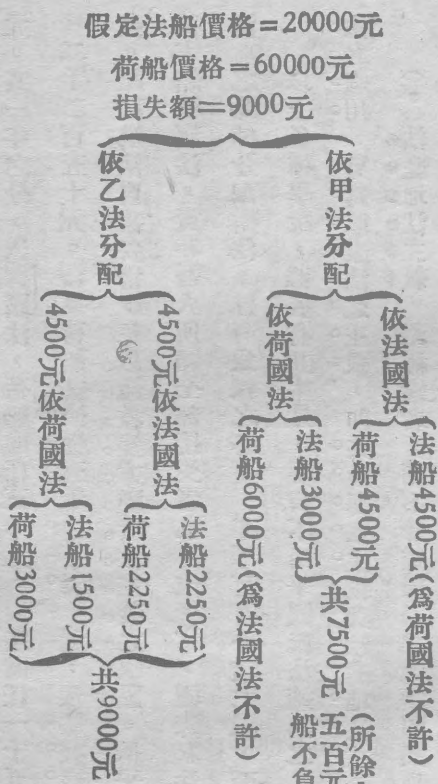 假定法船價格=20000元
荷船價格=60000元
損失額=9000元
依甲法分配
依法國法
法船4500元(爲荷國法不許)
荷船4500元
依荷國法
法船3000元
荷船6000元(爲法國法不許)
共7500元
(所餘
五百元
船不負
依乙法分配
4500元依法國法
法船2250元
荷船2250元
4500元依荷國法
法船1500元
荷船3000元
共9000元